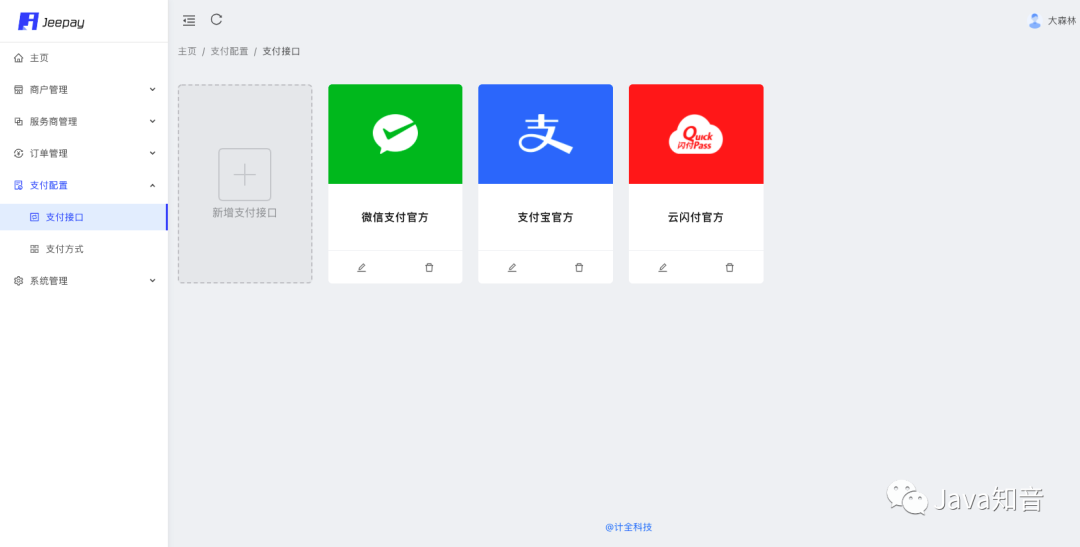 Jeepay
大森林
主页
商户管理
服务商管理
订单管理
支付配置
支付接口
支付方式
系统管理
主页 / 支付配置 / 支付接口
新增支付接口
微信支付官方
支
支付宝官方
Quick
闪付Pass
云闪付官方
Java知音
@计全科技